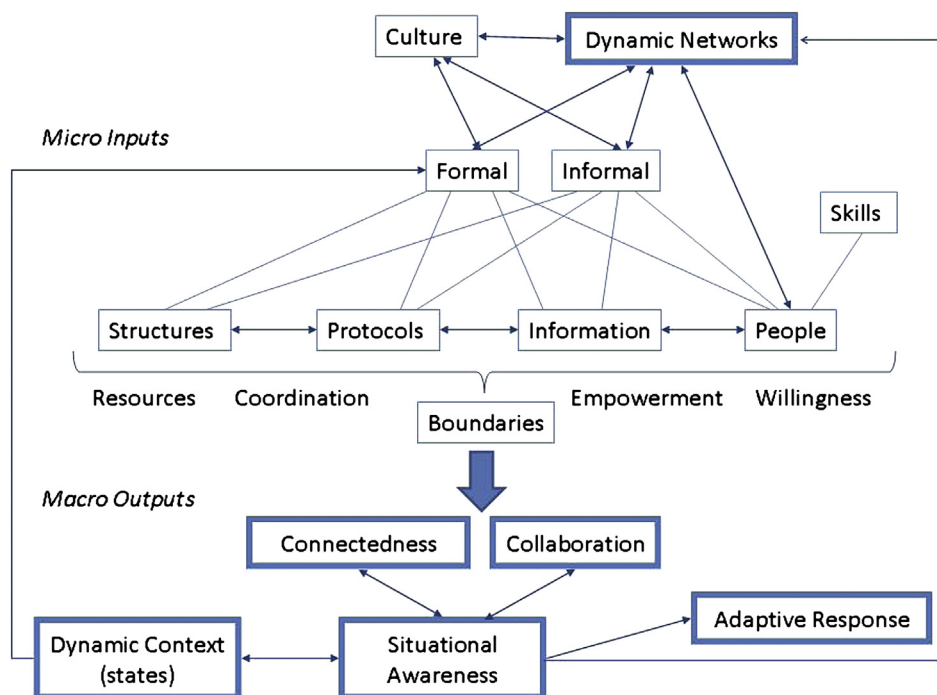 Culture
Dynamic Networks
Micro Inputs
Formal
Informal
Skills
Structures
Protocols
Information
People
Resources
Coordination
Empowerment
Willingness
Boundaries
Macro Outputs
Connectedness
Collaboration
Adaptive Response
Dynamic Context
(states)
Situational
Awareness